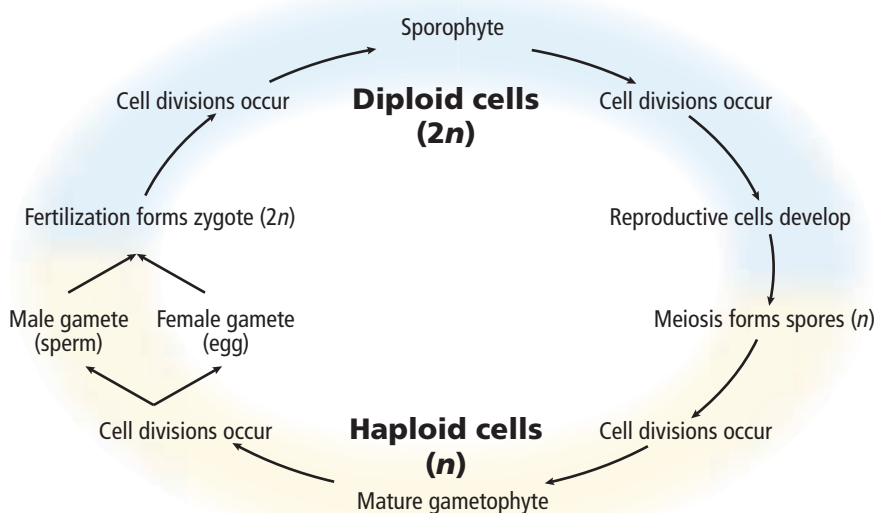 Sporophyte
Cell divisions occur
Diploid cells
(2n)
Cell divisions occur
Fertilization forms zygote (2n)
Reproductive cells develop
Male gamete
(sperm)
Female gamete
(egg)
Meiosis forms spores (n)
Cell divisions occur
Haploid cells
(n)
Cell divisions occur
Mature gametophyte